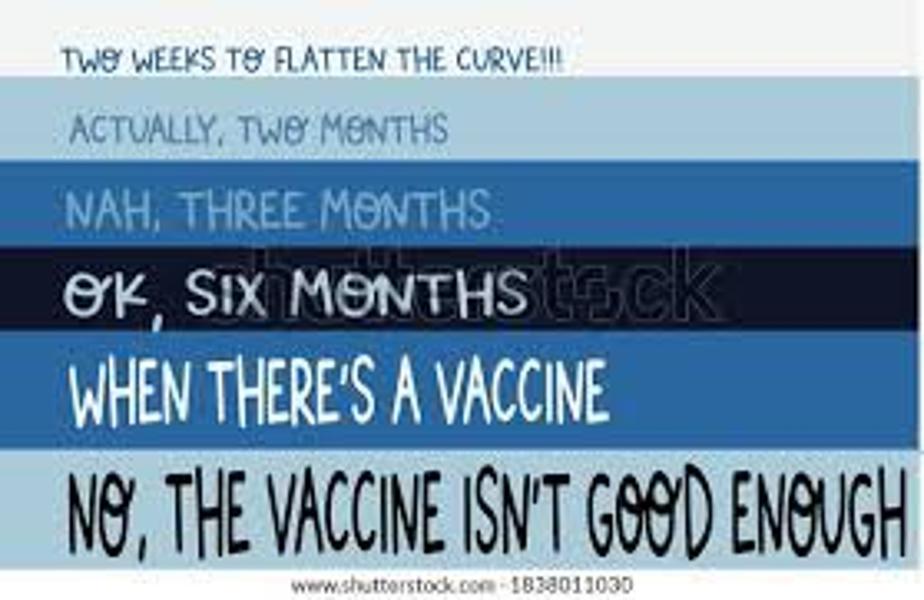 TWO WEEKS TO FLATTEN THE CURVE!!!
ACTUALLY, TWO MONTHS
NAH, THREE MONTHS
OK, SIX MONTHS
shutterstock
WHEN THERE'S A VACCINE
NO, THE VACCINE ISN'T GOOD ENOUGH
www.shutterstock.com · 1838011030